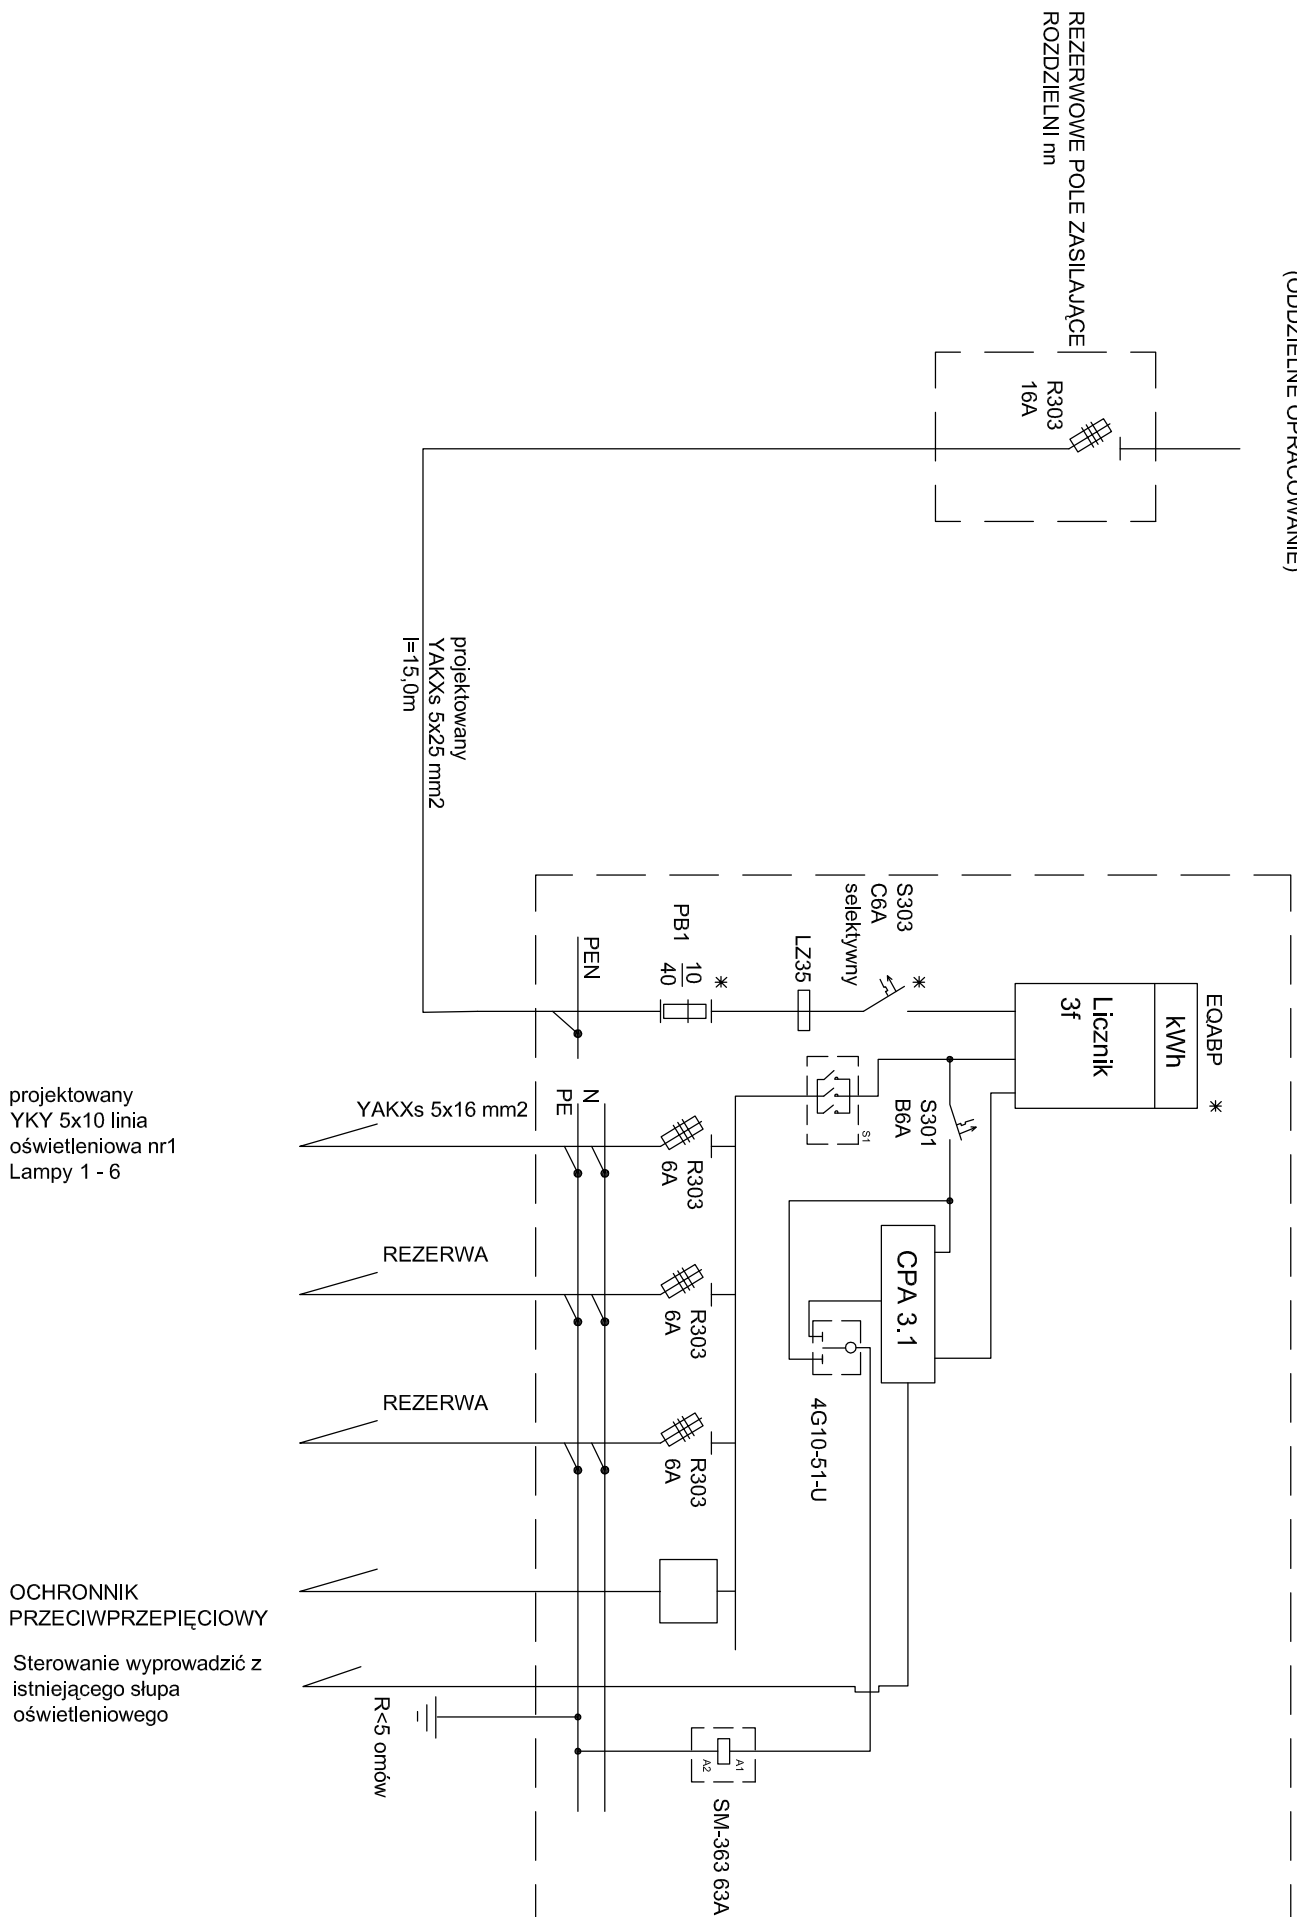 (ODDZIELNE OPRACOWANIE)
REZERWOWE POLE ZASILAJĄCE
ROZDZIELNI nn
R303
16A
projektowany
YAKXs 5x25 mm2
l=15,0m
EQABP
*
kWh
Licznik
3f
S303
C6A
selektywny
*
LZ35
PB1
10
40
*
PEN
S301
B6A
S1
CPA 3.1
4G10-51-U
N
PE
YAKXs 5x16 mm2
R303
6A
projektowany
YKY 5x10 linia
oświetleniowa nr1
Lampy 1 - 6
REZERWA
R303
6A
REZERWA
R303
6A
OCHRONNIK
PRZECIWPRZEPIĘCIOWY
Sterowanie wyprowadzić z
istniejącego słupa
oświetleniowego
R<5 omów
A1
A2
SM-363 63A